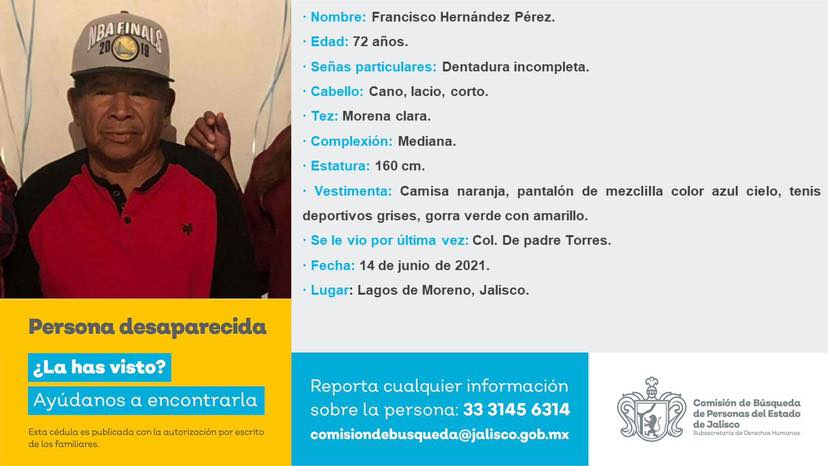 NBA FINALS
2019
· Nombre: Francisco Hernández Pérez.
· Edad: 72 años.
· Señas particulares: Dentadura incompleta.
· Cabello: Cano, lacio, corto.
· Tez: Morena clara.
· Complexión: Mediana.
· Estatura: 160 cm.
· Vestimenta: Camisa naranja, pantalón de mezclilla color azul cielo, tenis
deportivos grises, gorra verde con amarillo.
· Se le vio por última vez: Col. De padre Torres.
· Fecha: 14 de junio de 2021.
· Lugar: Lagos de Moreno, Jalisco.
Persona desaparecida
¿La has visto?
Ayúdanos a encontrarla
Esta cédula es publicada con la autorización por escrito
de los familiares.
Reporta cualquier información
sobre la persona: 33 3145 6314
comisiondebusqueda@jalisco.gob.mx
Comisión de Búsqueda
de Personas del Estado
de Jalisco
Subsecretaría de Derechos Humanos